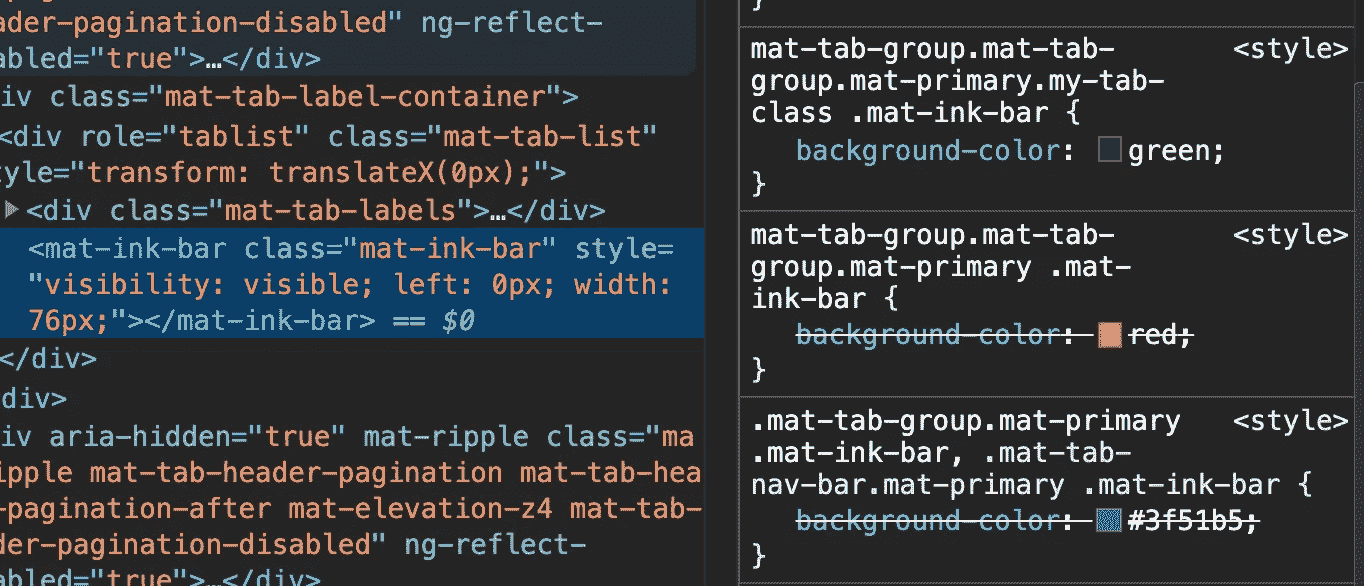 ader-pagination-disabled" ng-reflect-
abled="true">…</div>
iv class="mat-tab-label-container">
<div role="tablist" class="mat-tab-list"
yle="transform: translateX(0px);">
<div class="mat-tab-labels">…</div>
<mat-ink-bar class="mat-ink-bar" style=
"visibility: visible; left: 0px; width:
76px;"></mat-ink-bar> == $0
</div>
div>
iv aria-hidden="true" mat-ripple class="ma
ipple mat-tab-header-pagination mat-tab-hea
-pagination-after mat-elevation-z4 mat-tab-
der-pagination-disabled" ng-reflect-
abled="true">…</div>
}
mat-tab-group.mat-tab- <style>
group.mat-primary.my-tab-
class .mat-ink-bar {
background-color: green;
}
mat-tab-group.mat-tab- <style>
group.mat-primary .mat-
ink-bar {
background-color: red;
}
.mat-tab-group.mat-primary <style>
.mat-ink-bar, .mat-tab-
nav-bar.mat-primary .mat-ink-bar {
background-color: #3f51b5;
}